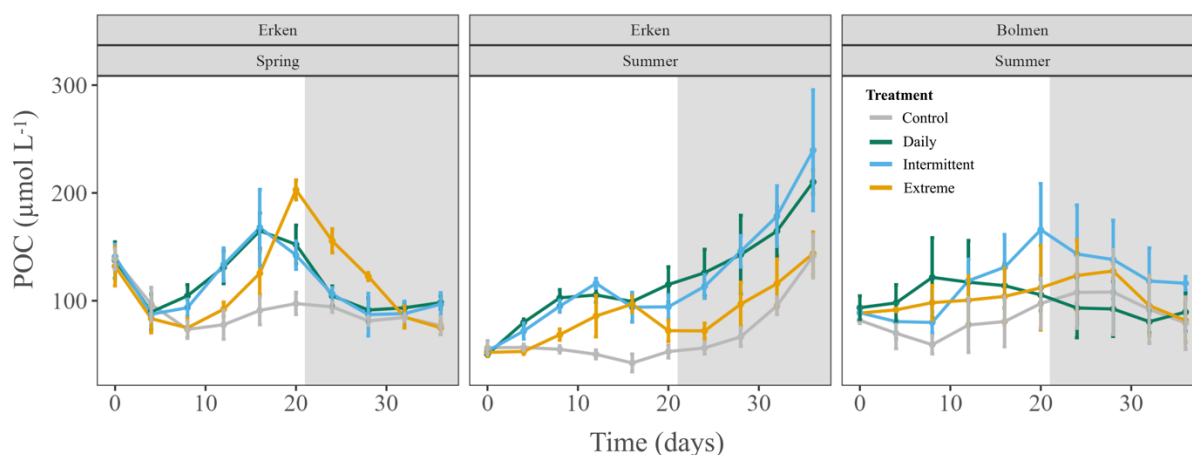 Erken Erken Bolmen
Spring Summer Summer
300
200
100
POC (µmol L⁻¹)
Treatment
Control
Daily
Intermittent
Extreme
0 10 20 30 0 10 20 30 0 10 20 30
Time (days)